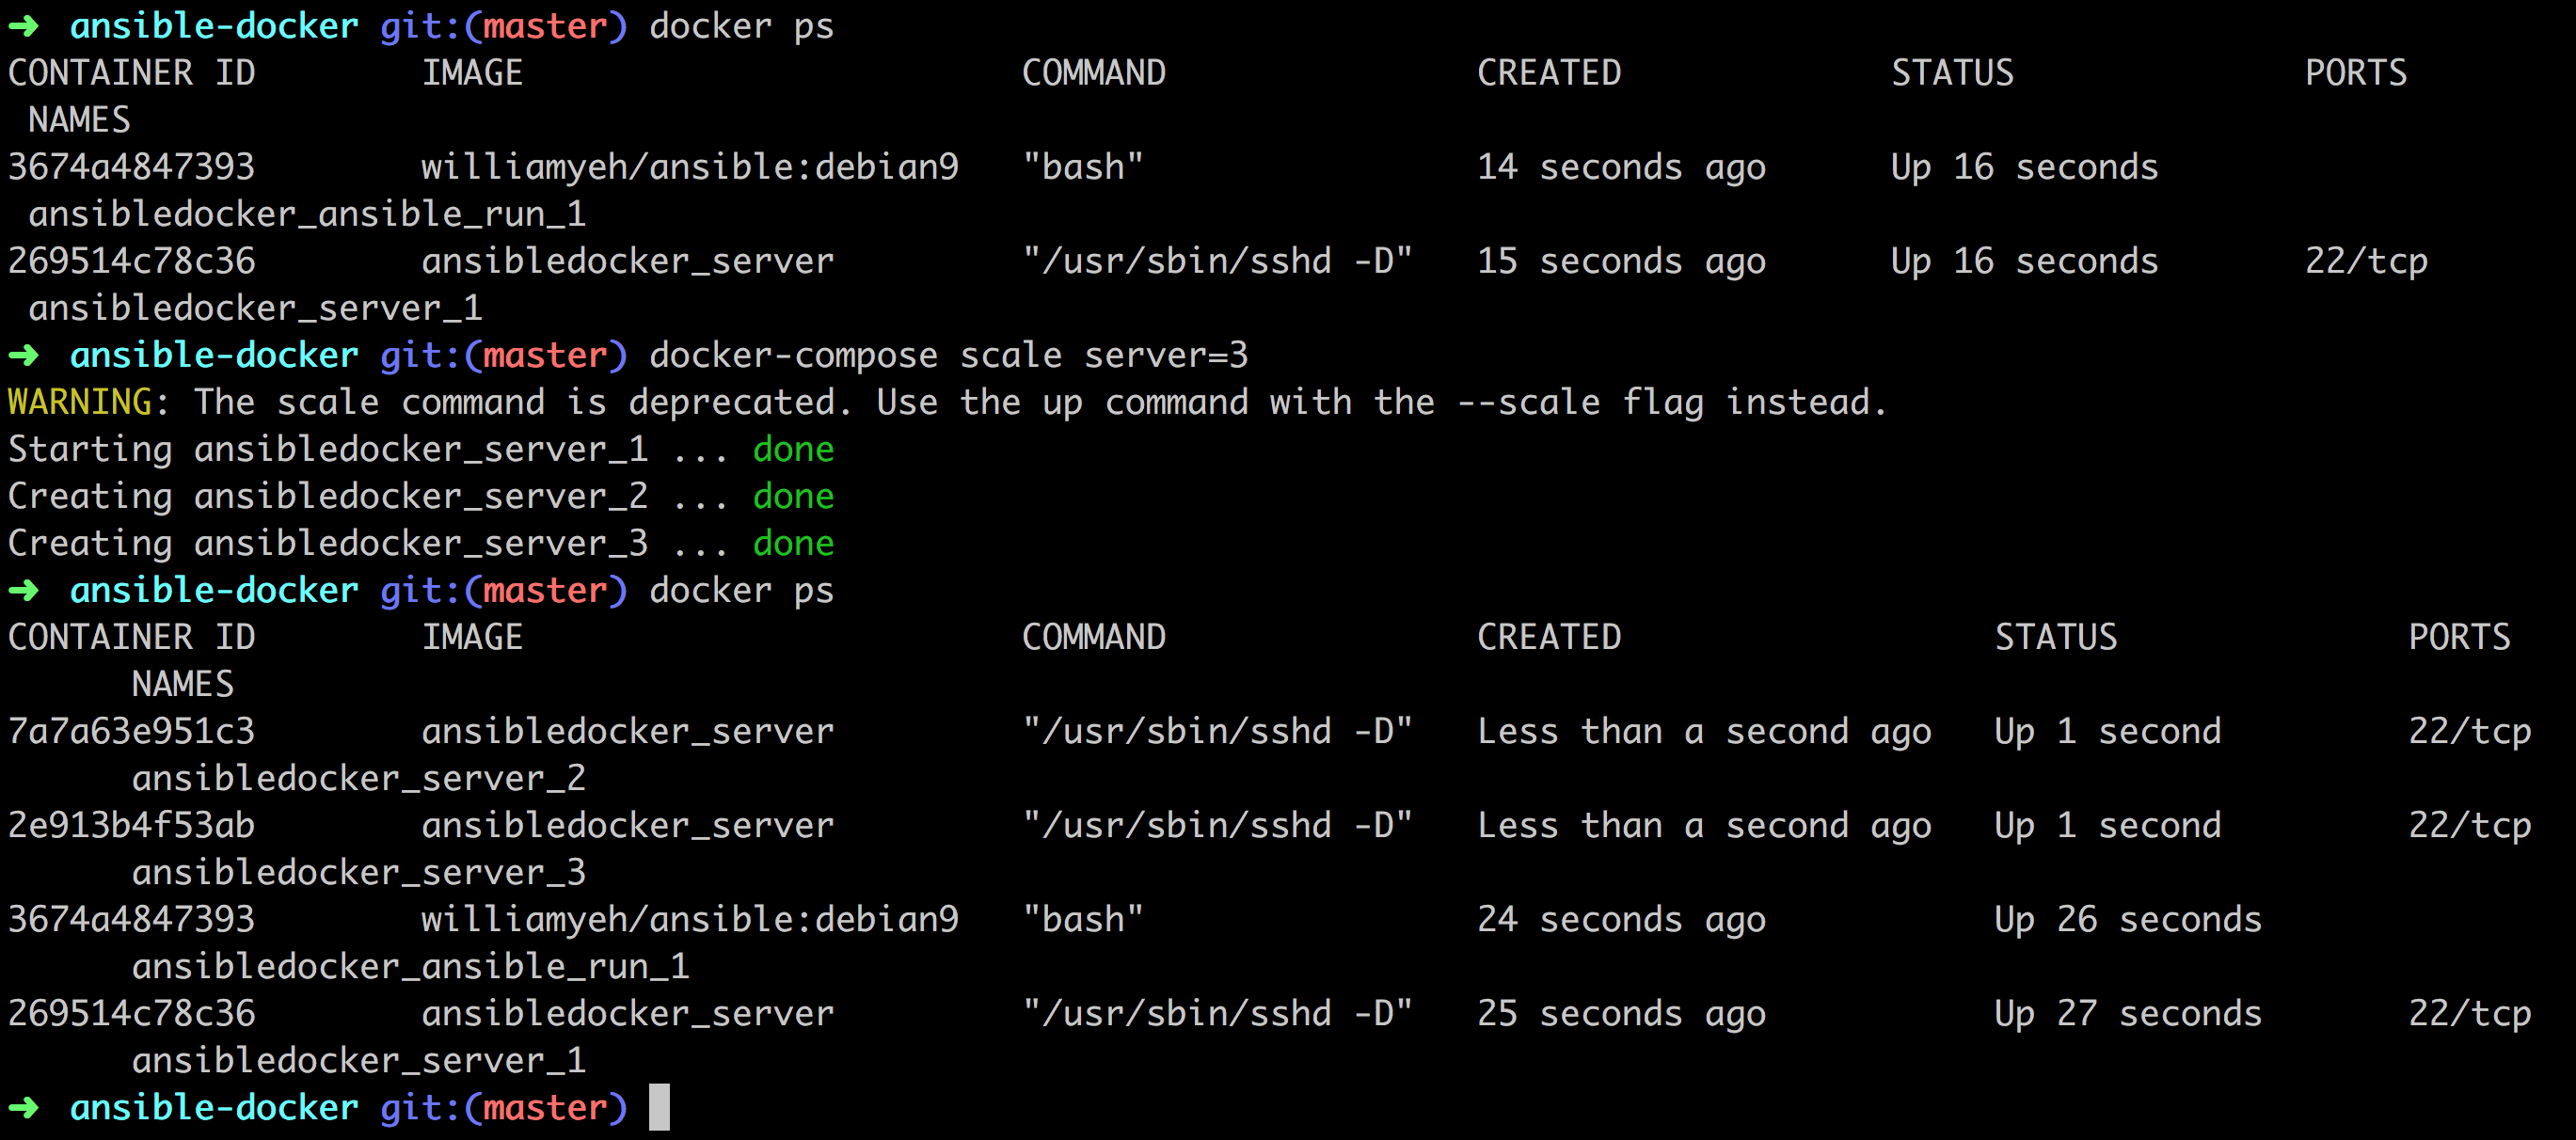 ➜  ansible-docker git:(master) docker ps
CONTAINER ID        IMAGE                        COMMAND               CREATED             STATUS              PORTS
 NAMES
3674a4847393        williamyeh/ansible:debian9   "bash"                14 seconds ago      Up 16 seconds
 ansibledocker_ansible_run_1
269514c78c36        ansibledocker_server         "/usr/sbin/sshd -D"   15 seconds ago      Up 16 seconds       22/tcp
 ansibledocker_server_1
➜  ansible-docker git:(master) docker-compose scale server=3
WARNING: The scale command is deprecated. Use the up command with the --scale flag instead.
Starting ansibledocker_server_1 ... done
Creating ansibledocker_server_2 ... done
Creating ansibledocker_server_3 ... done
➜  ansible-docker git:(master) docker ps
CONTAINER ID        IMAGE                        COMMAND               CREATED                  STATUS              PORTS
      NAMES
7a7a63e951c3        ansibledocker_server         "/usr/sbin/sshd -D"   Less than a second ago   Up 1 second         22/tcp
      ansibledocker_server_2
2e913b4f53ab        ansibledocker_server         "/usr/sbin/sshd -D"   Less than a second ago   Up 1 second         22/tcp
      ansibledocker_server_3
3674a4847393        williamyeh/ansible:debian9   "bash"                24 seconds ago           Up 26 seconds
      ansibledocker_ansible_run_1
269514c78c36        ansibledocker_server         "/usr/sbin/sshd -D"   25 seconds ago           Up 27 seconds       22/tcp
      ansibledocker_server_1
➜  ansible-docker git:(master)